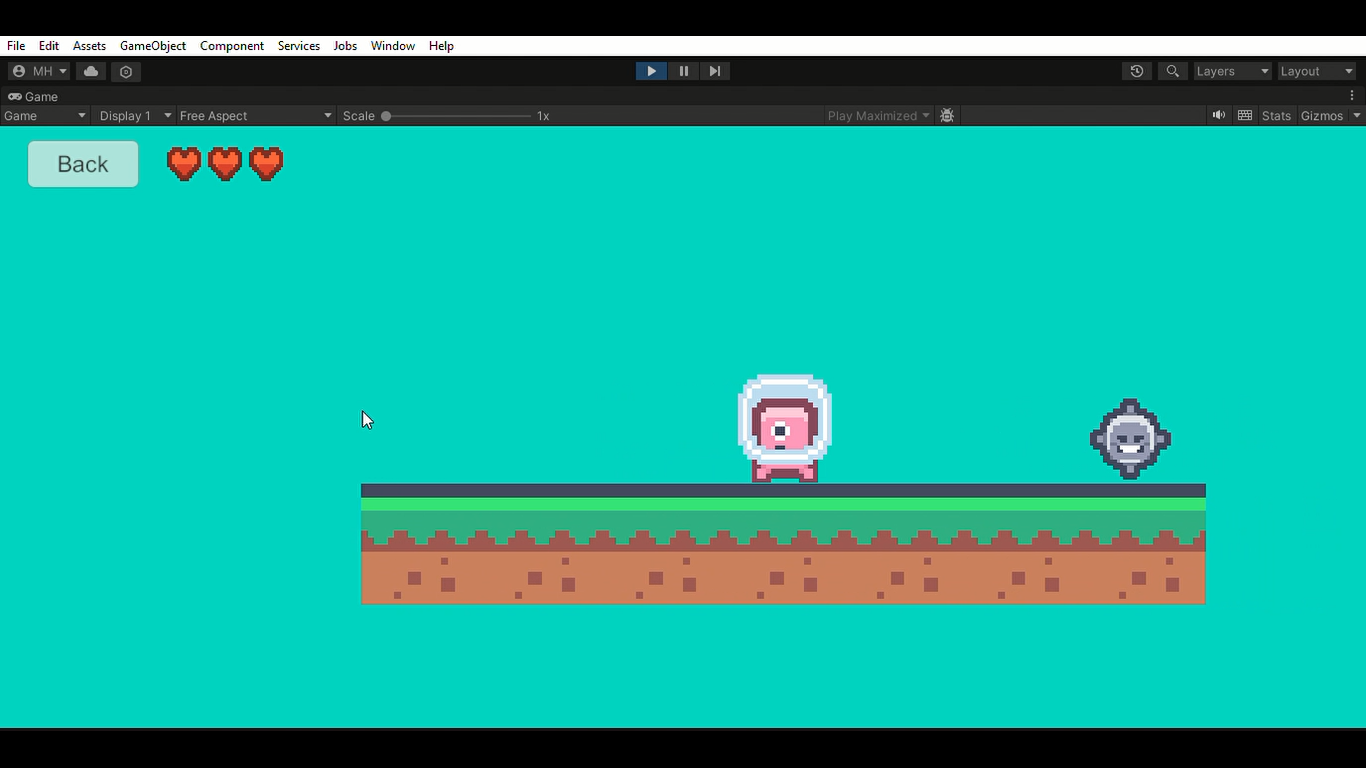 File Edit Assets GameObject Component Services Jobs Window Help
MH Layers Layout
Game
Game Display 1 Free Aspect Scale 1x Play Maximized Stats Gizmos
Back